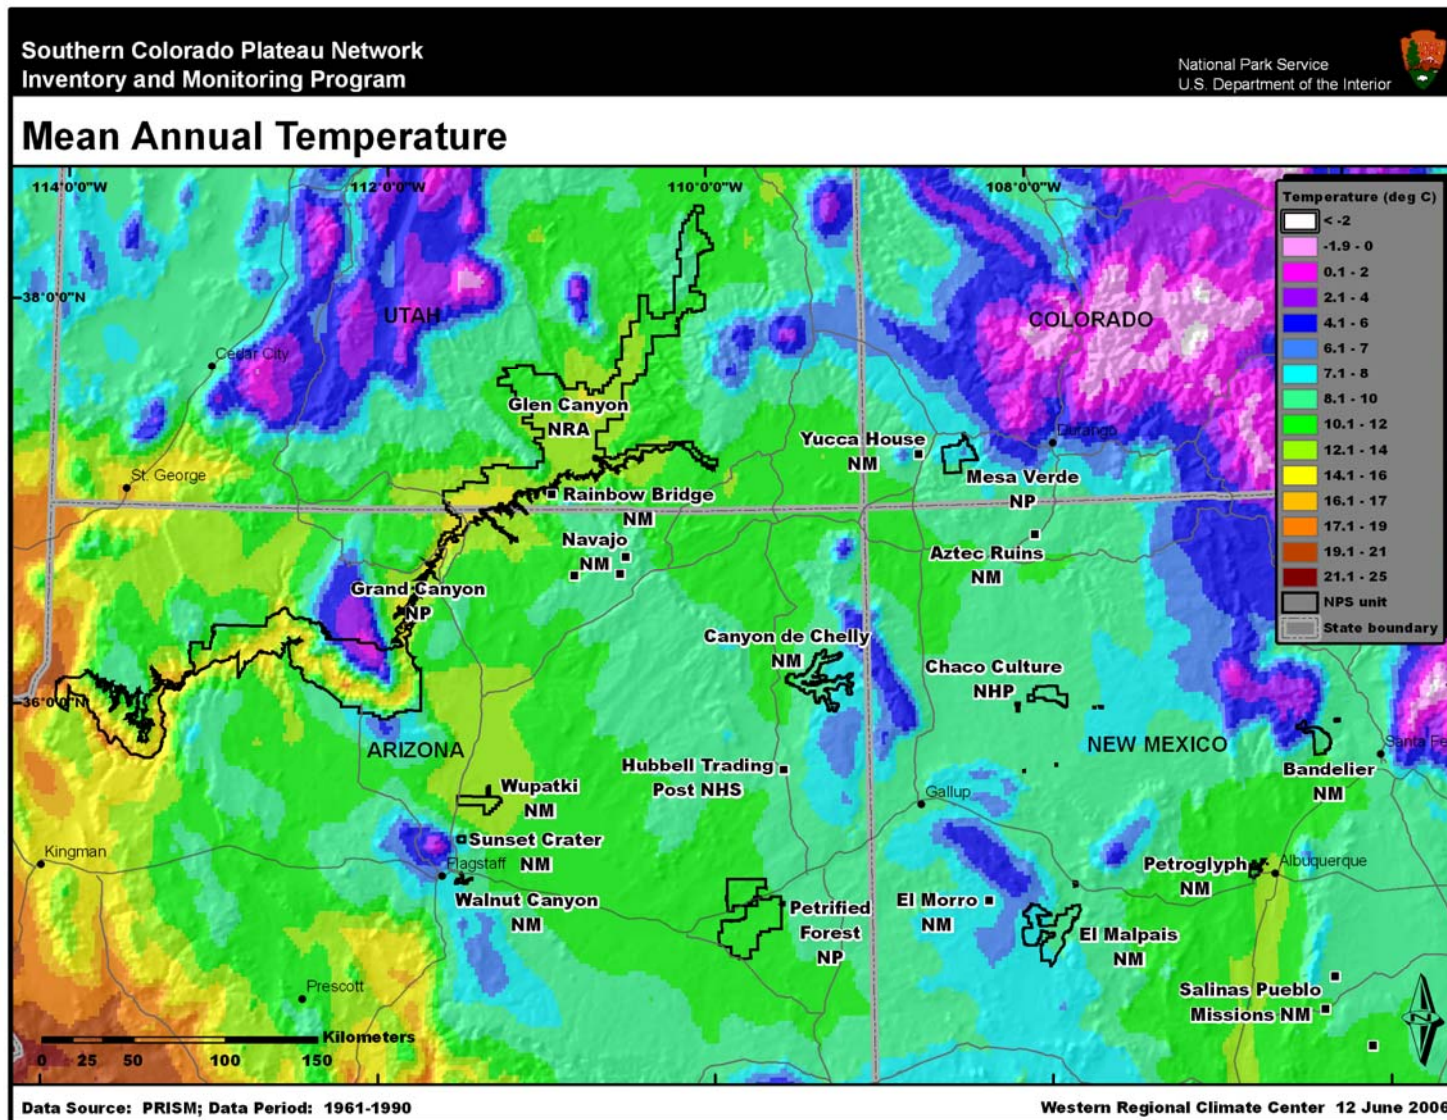 Southern Colorado Plateau Network
Inventory and Monitoring Program
National Park Service
U.S. Department of the Interior
Mean Annual Temperature
114°0'0"W
112°0'0"W
110°0'0"W
108°0'0"W
Temperature (deg C)
< -2
-1.9 - 0
0.1 - 2
2.1 - 4
4.1 - 6
6.1 - 7
7.1 - 8
8.1 - 10
10.1 - 12
12.1 - 14
14.1 - 16
16.1 - 17
17.1 - 19
19.1 - 21
21.1 - 25
NPS unit
State boundary
38°0'0"N
UTAH
COLORADO
Cedar City
Glen Canyon
NRA
Yucca House
NM
Durango
Mesa Verde
NP
St. George
Rainbow Bridge
NM
Navajo
NM
Aztec Ruins
NM
Grand Canyon
NP
Canyon de Chelly
NM
Chaco Culture
NHP
36°0'0"N
ARIZONA
NEW MEXICO
Santa Fe
Hubbell Trading
Post NHS
Bandelier
NM
Wupatki
NM
Gallup
Sunset Crater
NM
Kingman
Flagstaff
Petroglyph
NM
Albuquerque
Walnut Canyon
NM
Petrified
Forest
NP
El Morro
NM
El Malpais
NM
Prescott
Salinas Pueblo
Missions NM
Kilometers
0 25 50 100 150
Data Source: PRISM; Data Period: 1961-1990
Western Regional Climate Center 12 June 2006